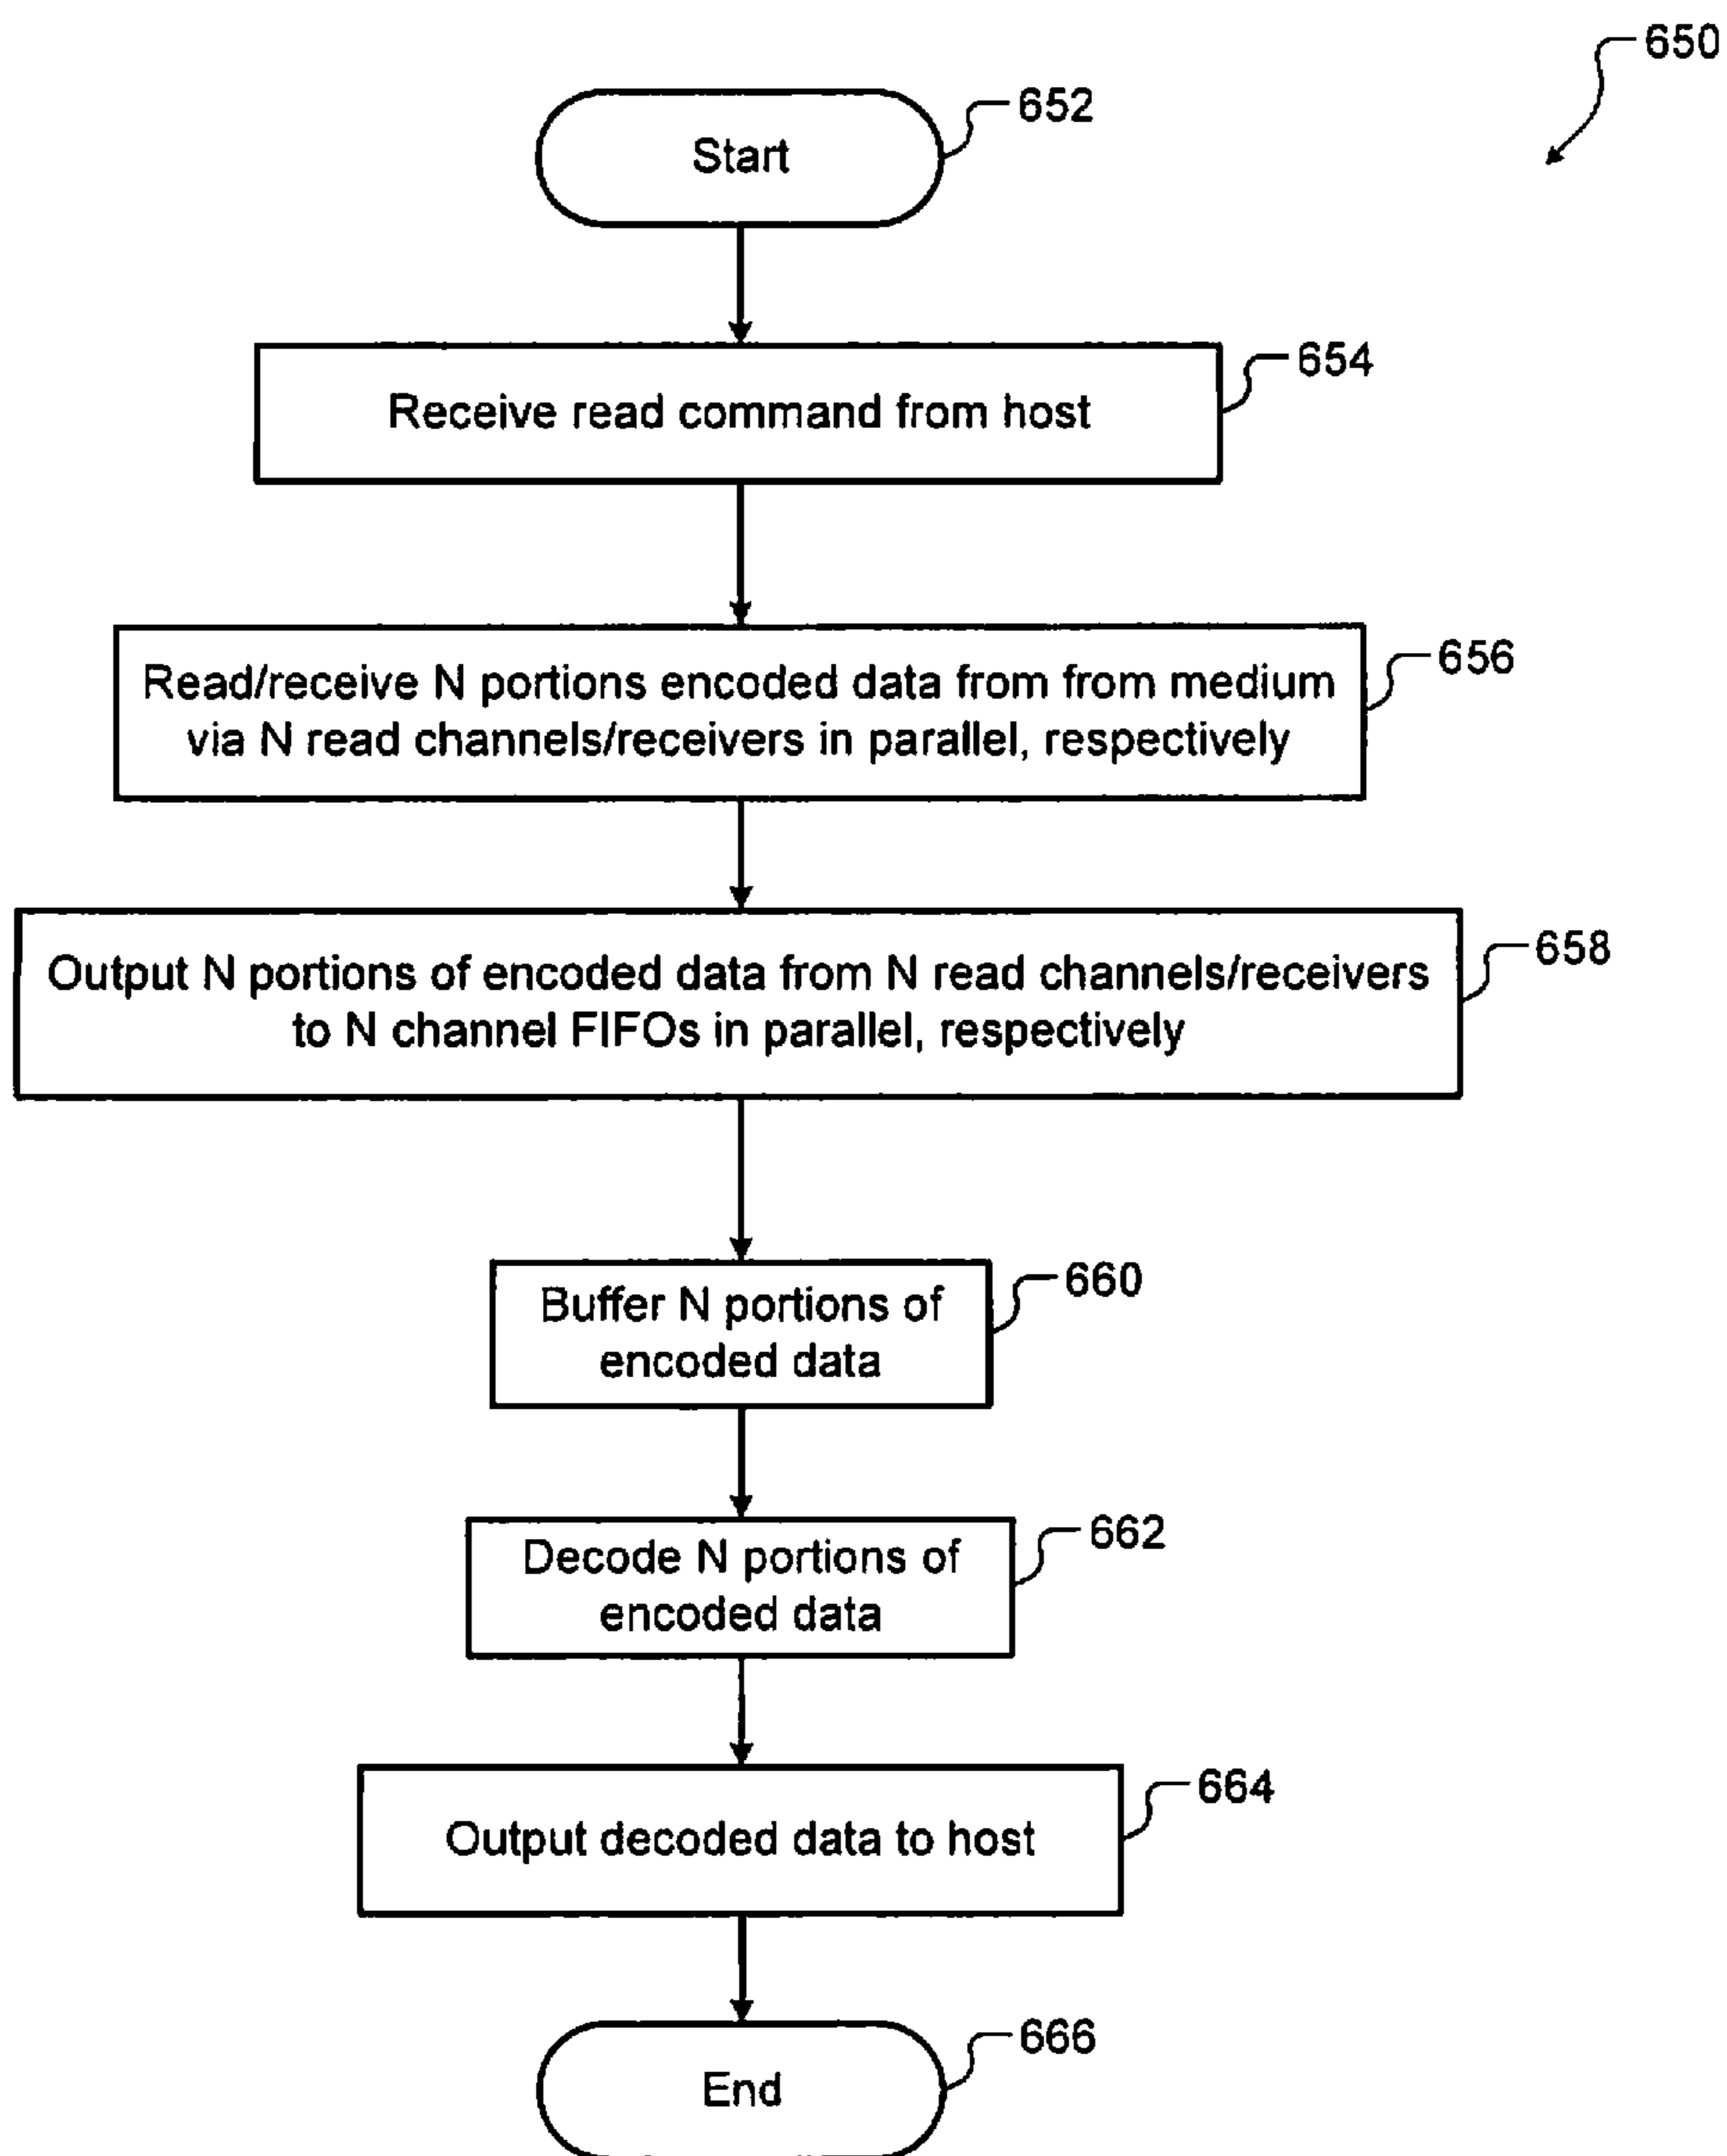 650
652
Start
654
Receive read command from host
656
Read/receive N portions encoded data from from medium
via N read channels/receivers in parallel, respectively
658
Output N portions of encoded data from N read channels/receivers
to N channel FIFOs in parallel, respectively
660
Buffer N portions of
encoded data
662
Decode N portions of
encoded data
664
Output decoded data to host
666
End